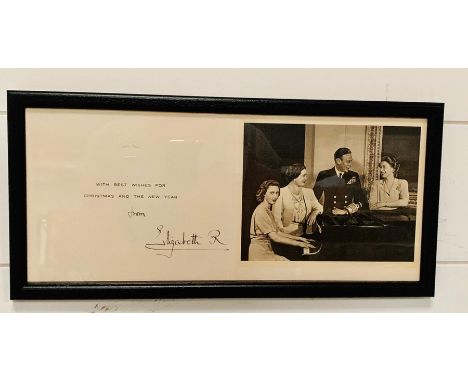 WITH BEST WISHES FOR
CHRISTMAS AND THE NEW YEAR
from
Elizabeth R